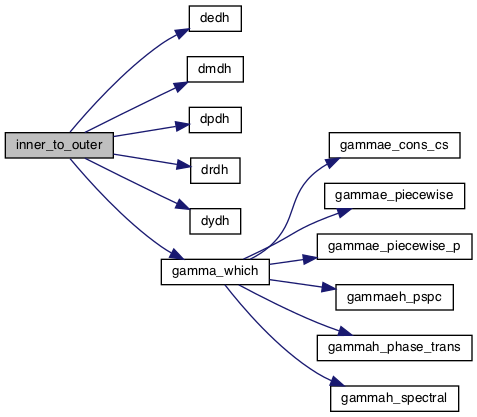 dedh
dmdh
dpdh
inner_to_outer
drdh
dydh
gamma_which
gammae_cons_cs
gammae_piecewise
gammae_piecewise_p
gammaeh_pspc
gammah_phase_trans
gammah_spectral